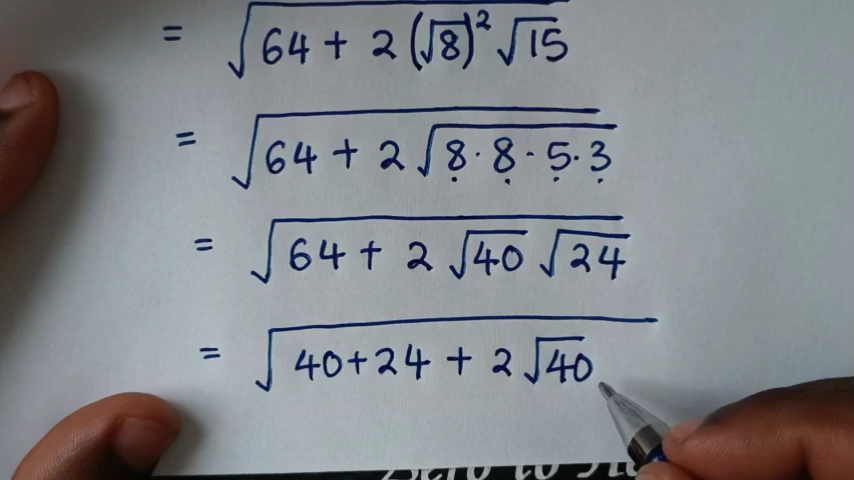 = √(64 + 2(√8)² √15)
= √(64 + 2√(8·8·5·3))
= √(64 + 2√40 √24)
= √(40+24 + 2√40